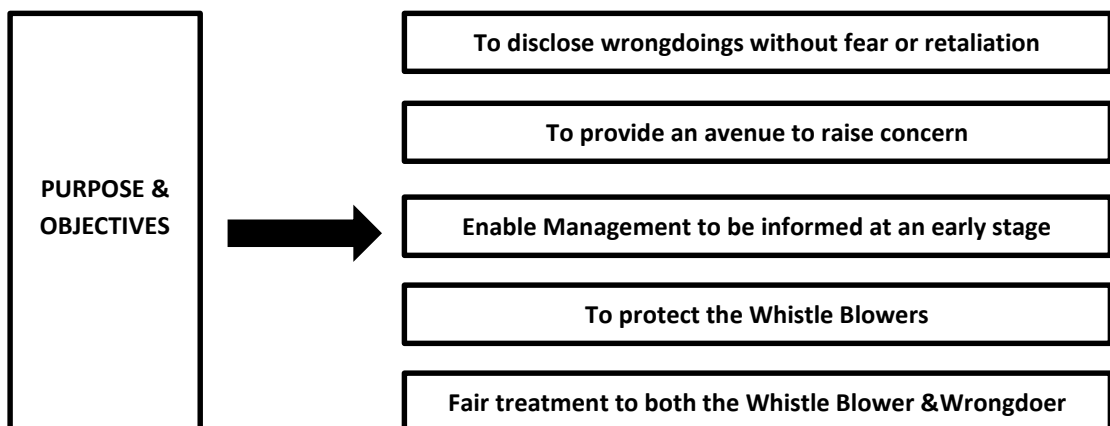 PURPOSE &
OBJECTIVES
To disclose wrongdoings without fear or retaliation
To provide an avenue to raise concern
Enable Management to be informed at an early stage
To protect the Whistle Blowers
Fair treatment to both the Whistle Blower &Wrongdoer